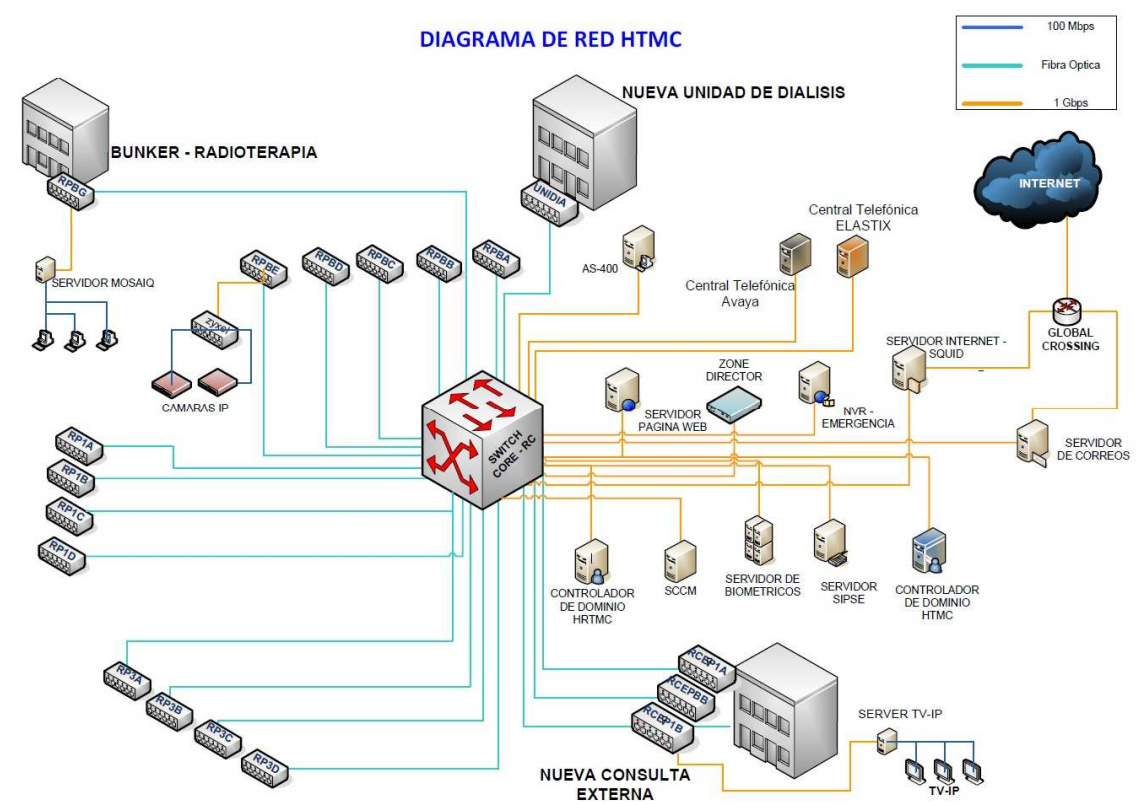 DIAGRAMA DE RED HTMC
100 Mbps
Fibra Optica
1 Gbps
NUEVA UNIDAD DE DIALISIS
BUNKER - RADIOTERAPIA
RPBG
UNIDIA
INTERNET
Central Telefónica
ELASTIX
AS-400
Central Telefónica
Avaya
RPBE
RPBD
RPBC
RPBB
RPBA
SERVIDOR MOSAIQ
zyxel
CAMARAS IP
GLOBAL
CROSSING
SERVIDOR INTERNET -
SQUID
ZONE
DIRECTOR
SERVIDOR
PAGINA WEB
NVR -
EMERGENCIA
SERVIDOR
DE CORREOS
SWITCH
CORE - RC
RP1A
RP1B
RP1C
RP1D
CONTROLADOR
DE DOMINIO
HRTMC
SCCM
SERVIDOR DE
BIOMETRICOS
SERVIDOR
SIPSE
CONTROLADOR
DE DOMINIO
HTMC
RP3A
RP3B
RP3C
RP3D
RCEP1A
RCEPBB
RCEP1B
SERVER TV-IP
TV-IP
NUEVA CONSULTA
EXTERNA